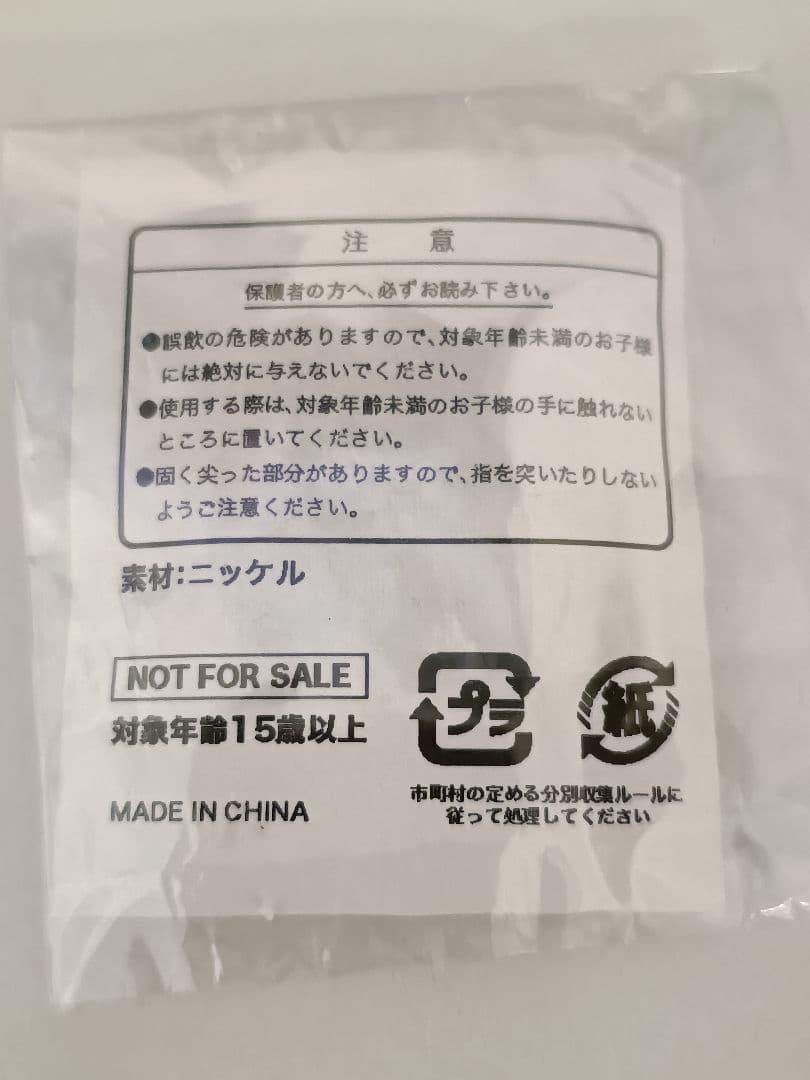 注 意
保護者の方へ、必ずお読み下さい。
●誤飲の危険がありますので、対象年齢未満のお子様
には絶対に与えないでください。
●使用する際は、対象年齢未満のお子様の手に触れない
ところに置いてください。
●固く尖った部分がありますので、指を突いたりしない
ようご注意ください。
素材:ニッケル
NOT FOR SALE
対象年齢15歳以上
MADE IN CHINA
プラ
紙
市町村の定める分別収集ルールに
従って処理してください